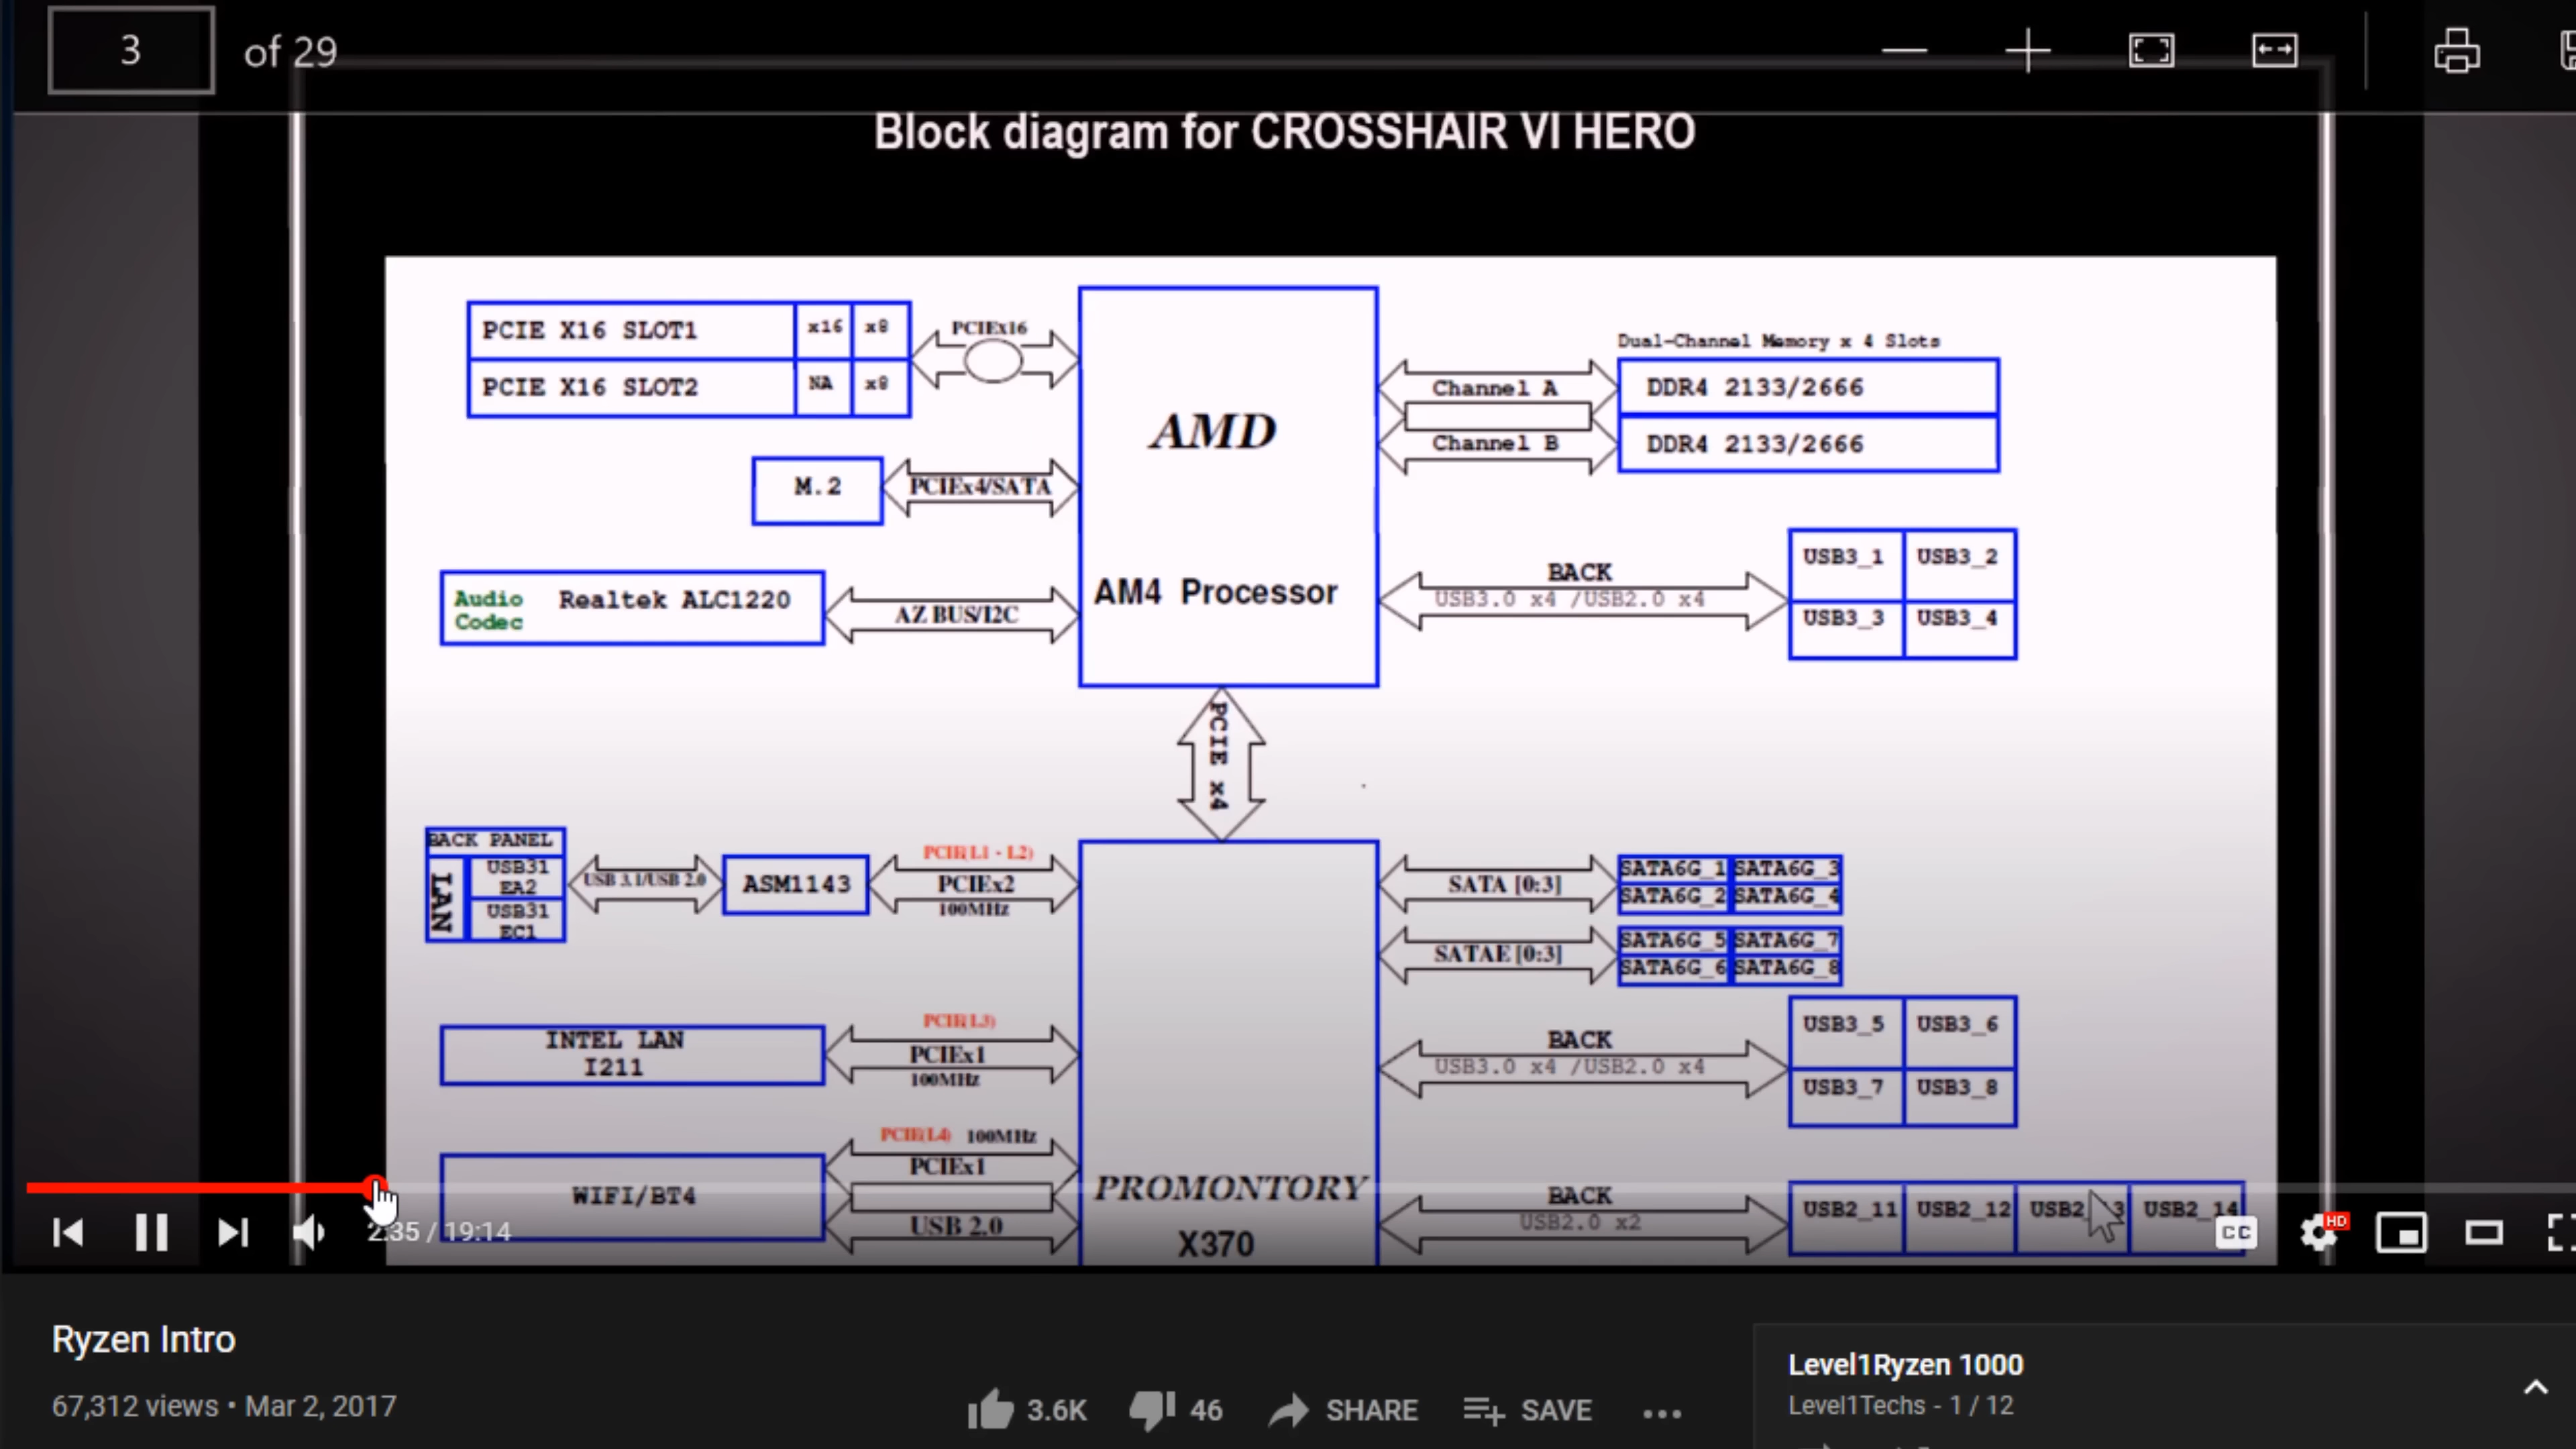 3 of 29
Block diagram for CROSSHAIR VI HERO
PCIE X16 SLOT1 x16 x8
PCIE X16 SLOT2 NA x8
PCIEx16
M.2
PCIEx4/SATA
Audio Codec Realtek ALC1220
AZ BUS/I2C
AMD
AM4 Processor
Dual-Channel Memory x 4 Slots
Channel A
DDR4 2133/2666
Channel B
DDR4 2133/2666
BACK
USB3.0 x4 /USB2.0 x4
USB3_1 USB3_2
USB3_3 USB3_4
PCIE x4
BACK PANEL
LAN
USB31
EA2
USB31
EC1
USB 3.1/USB 2.0
ASM1143
PCIE(L1 - L2)
PCIEx2
100MHz
INTEL LAN
I211
PCIE(L3)
PCIEx1
100MHz
WIFI/BT4
PCIE(L4) 100MHz
PCIEx1
USB 2.0
PROMONTORY
X370
SATA [0:3]
SATA6G_1 SATA6G_3
SATA6G_2 SATA6G_4
SATAE [0:3]
SATA6G_5 SATA6G_7
SATA6G_6 SATA6G_8
BACK
USB3.0 x4 /USB2.0 x4
USB3_5 USB3_6
USB3_7 USB3_8
BACK
USB2.0 x2
USB2_11 USB2_12 USB2_ 3 USB2_14
2:35 / 19:14
CC
HD
Ryzen Intro
67,312 views • Mar 2, 2017
3.6K 46 SHARE SAVE
Level1Ryzen 1000
Level1Techs - 1 / 12